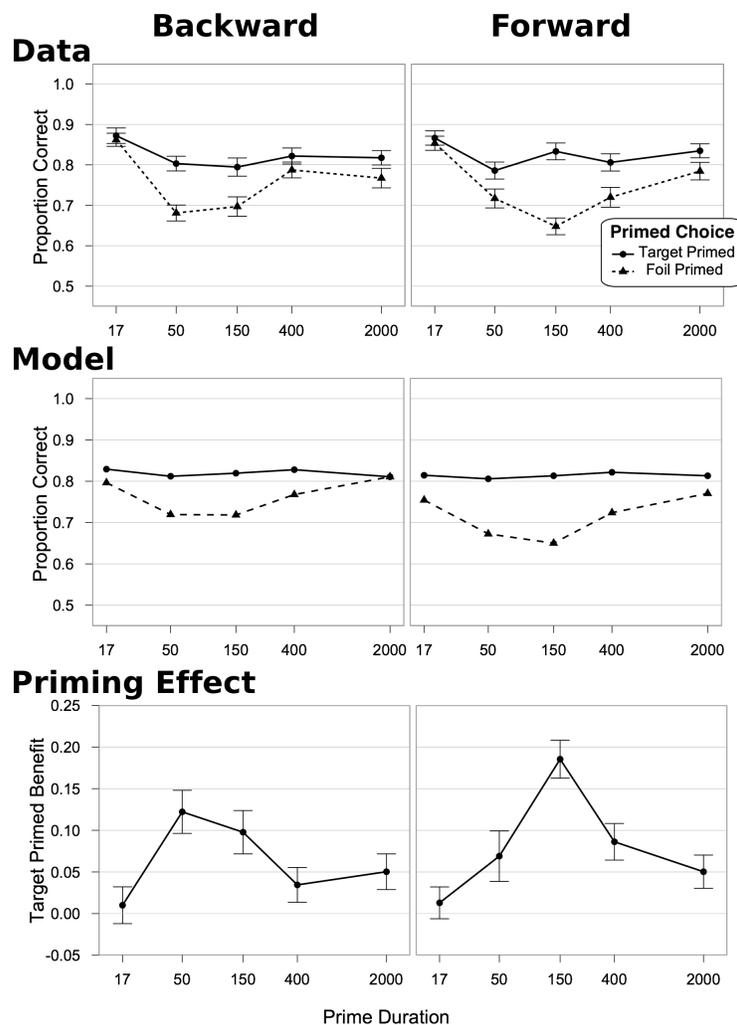 Backward Forward
Data
Proportion Correct
1.0
0.9
0.8
0.7
0.6
0.5
Primed Choice
Target Primed
Foil Primed
17 50 150 400 2000 17 50 150 400 2000
Model
Proportion Correct
1.0
0.9
0.8
0.7
0.6
0.5
17 50 150 400 2000 17 50 150 400 2000
Priming Effect
Target Primed Benefit
0.25
0.20
0.15
0.10
0.05
0.00
-0.05
17 50 150 400 2000 17 50 150 400 2000
Prime Duration